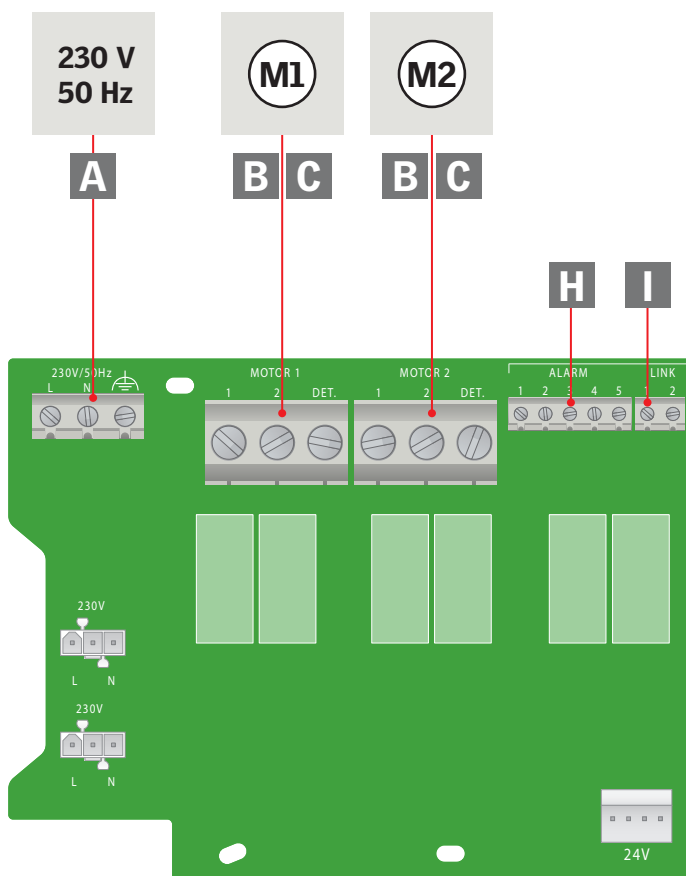 230 V
50 Hz
M1
M2
A
B C
B C
H
I
230V/50Hz
L N
MOTOR 1
1 2 DET.
MOTOR 2
1 2 DET.
ALARM
1 2 3 4 5
LINK
1 2
230V
L N
230V
L N
24V